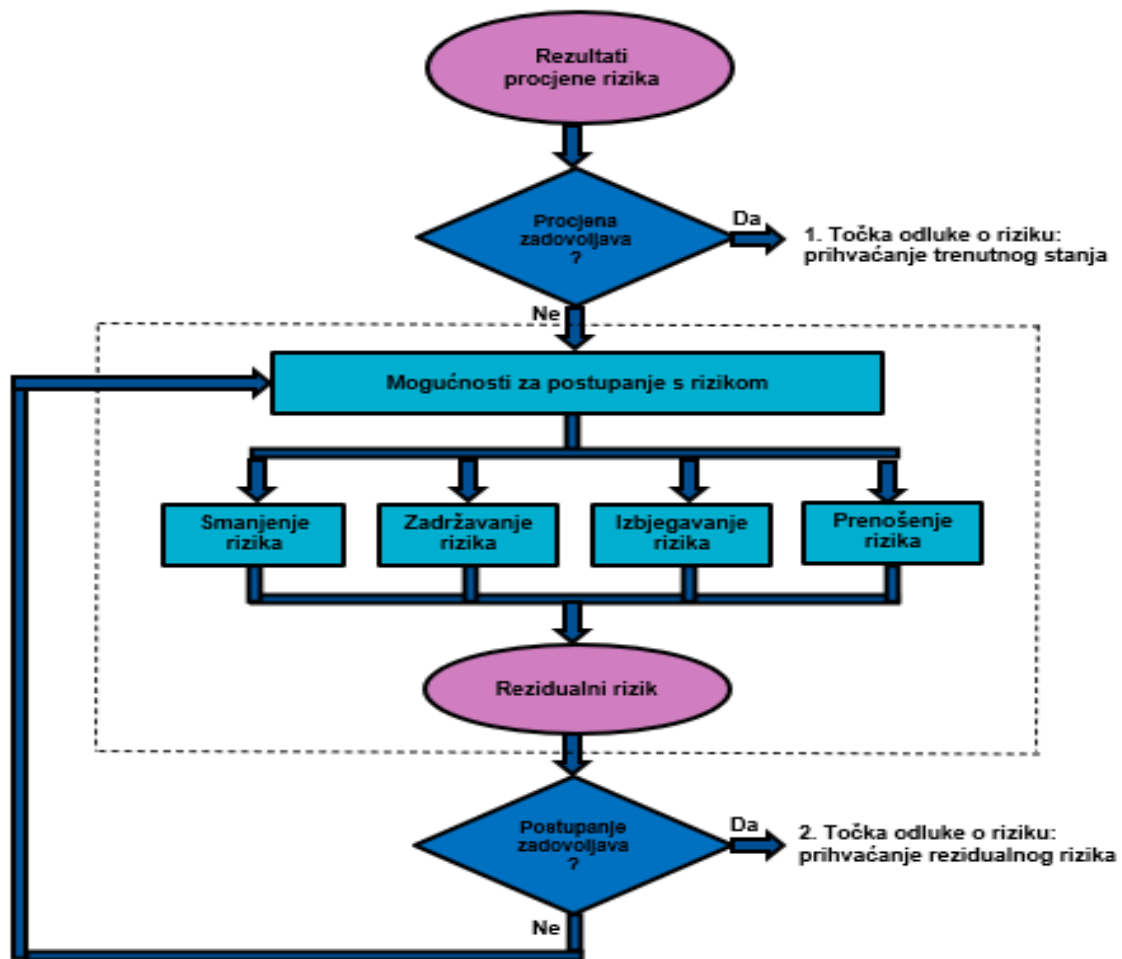 Rezultati
procjene rizika
Procjena
zadovoljava
?
Da
1. Točka odluke o riziku:
prihvaćanje trenutnog stanja
Ne
Mogućnosti za postupanje s rizikom
Smanjenje
rizika
Zadržavanje
rizika
Izbjegavanje
rizika
Prenošenje
rizika
Rezidualni rizik
Postupanje
zadovoljava
?
Da
2. Točka odluke o riziku:
prihvaćanje rezidualnog rizika
Ne